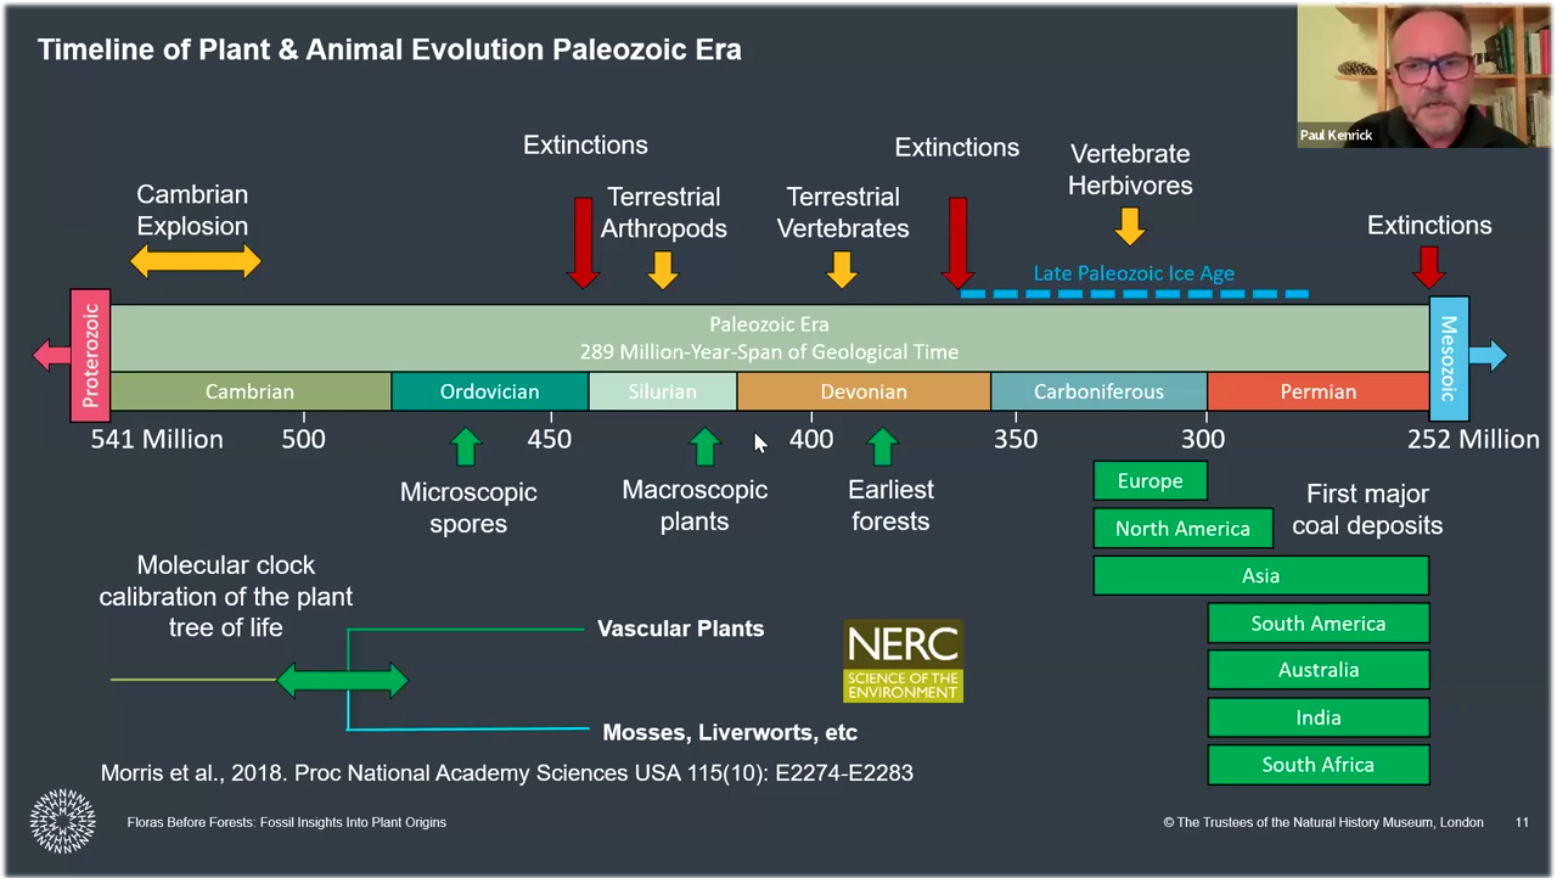 Timeline of Plant & Animal Evolution Paleozoic Era
Paul Kenrick
Extinctions
Extinctions
Vertebrate
Herbivores
Cambrian
Explosion
Terrestrial
Arthropods
Terrestrial
Vertebrates
Extinctions
Late Paleozoic Ice Age
Proterozoic
Paleozoic Era
289 Million-Year-Span of Geological Time
Mesozoic
Cambrian
Ordovician
Silurian
Devonian
Carboniferous
Permian
541 Million
500
450
400
350
300
252 Million
Microscopic
spores
Macroscopic
plants
Earliest
forests
Europe
North America
Asia
South America
Australia
India
South Africa
First major
coal deposits
Molecular clock
calibration of the plant
tree of life
Vascular Plants
Mosses, Liverworts, etc
NERC
SCIENCE OF THE
ENVIRONMENT
Morris et al., 2018. Proc National Academy Sciences USA 115(10): E2274-E2283
Floras Before Forests: Fossil Insights Into Plant Origins
© The Trustees of the Natural History Museum, London
11